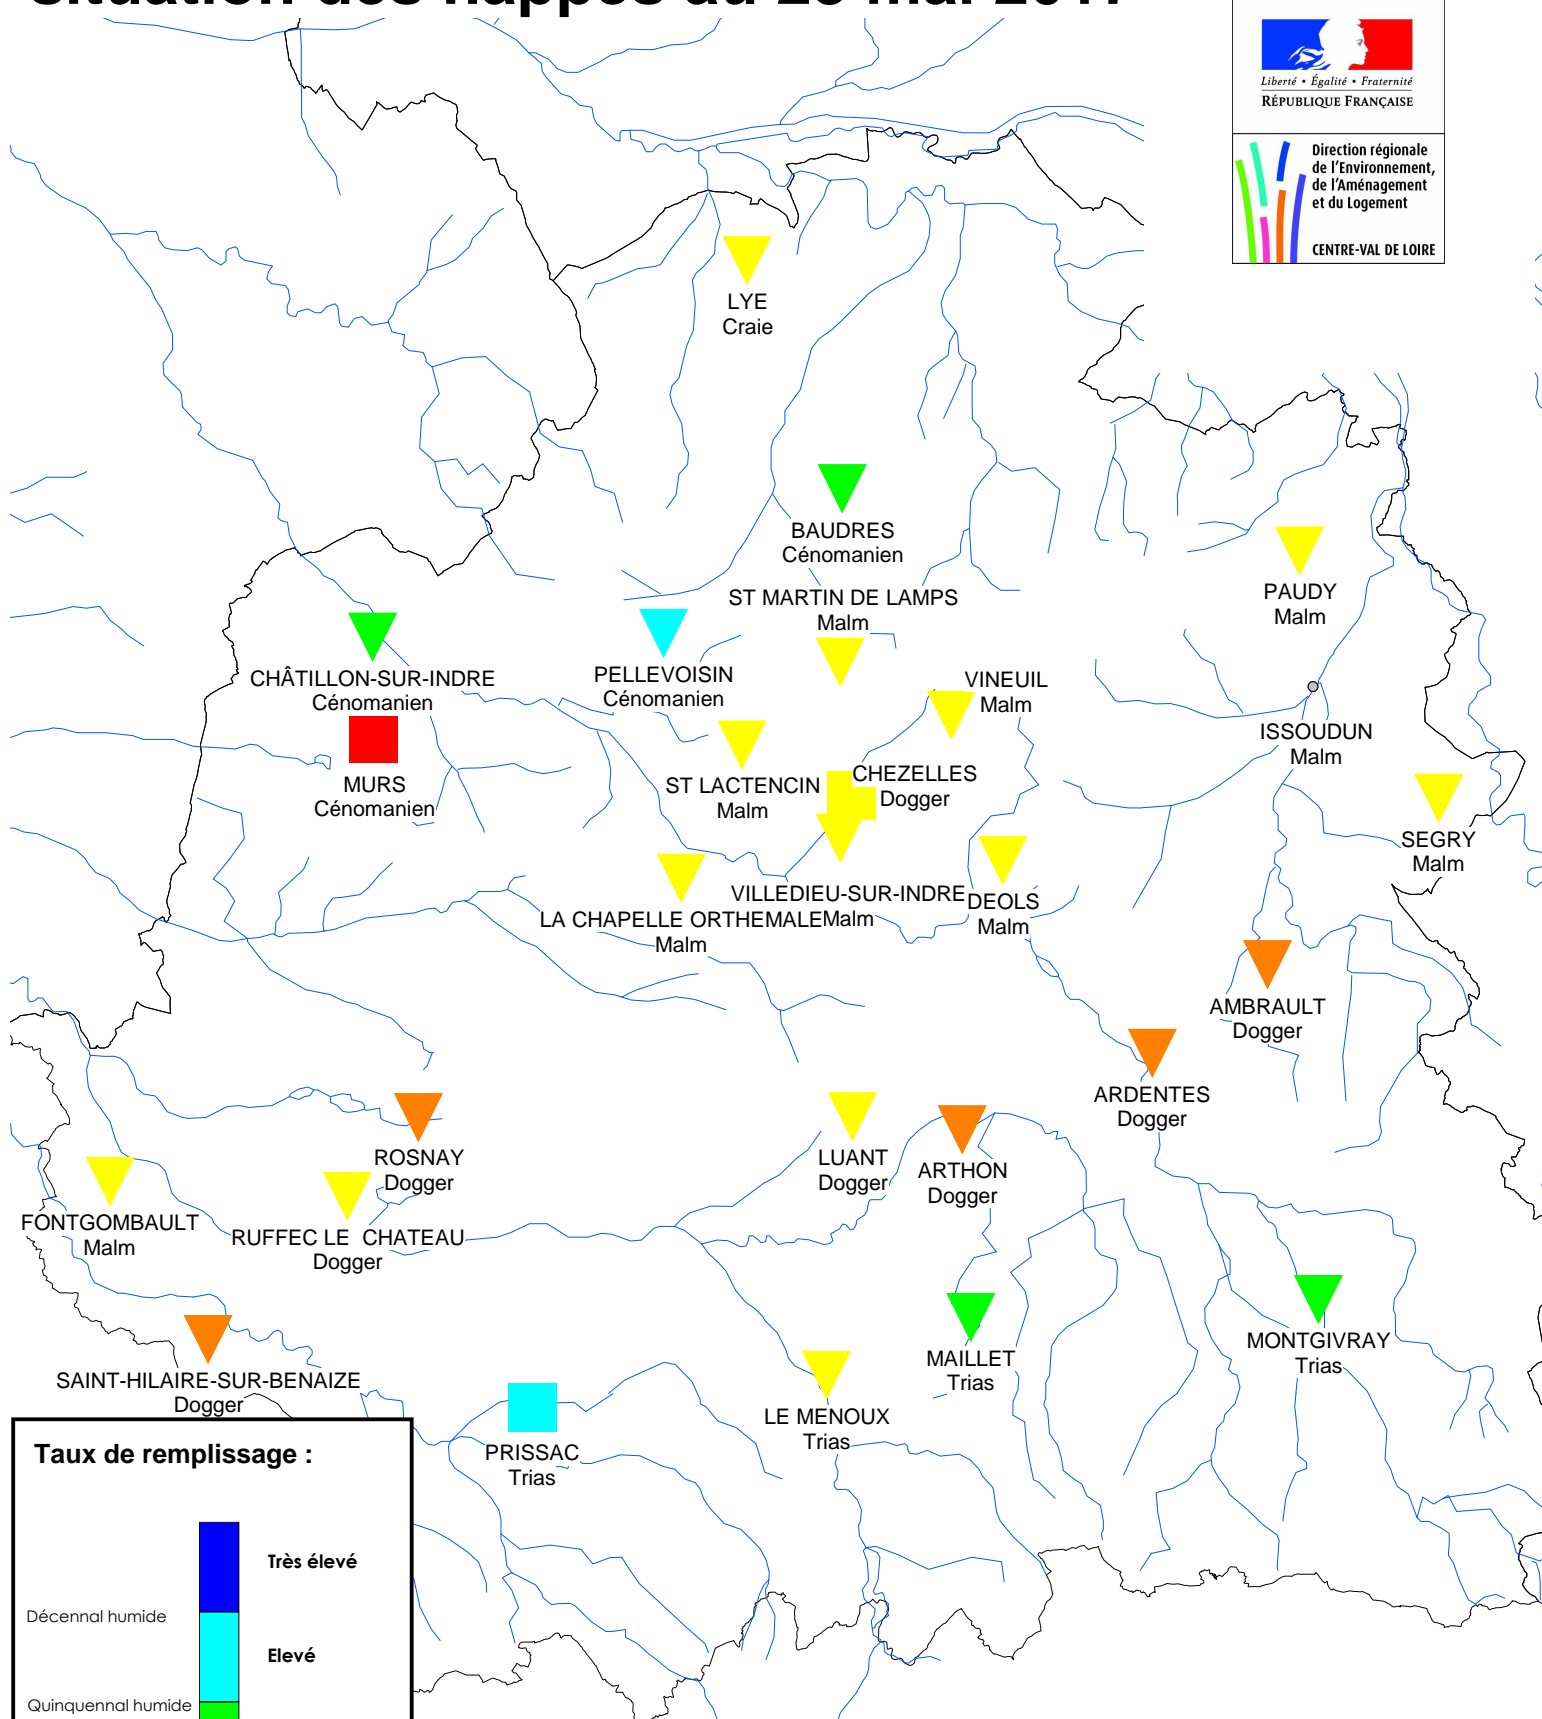 situation des nappes au
Liberté • Égalité • Fraternité
RÉPUBLIQUE FRANÇAISE
Direction régionale
de l'Environnement,
de l'Aménagement
et du Logement
CENTRE-VAL DE LOIRE
LYE
Craie
BAUDRES
Cénomanien
PAUDY
Malm
ST MARTIN DE LAMPS
Malm
CHÂTILLON-SUR-INDRE
Cénomanien
PELLEVOISIN
Cénomanien
VINEUIL
Malm
ISSOUDUN
Malm
MURS
Cénomanien
ST LACTENCIN
Malm
CHEZELLES
Dogger
SEGRY
Malm
VILLEDIEU-SUR-INDRE
Malm
DEOLS
Malm
LA CHAPELLE ORTHEMALE
Malm
AMBRAULT
Dogger
ARDENTES
Dogger
ROSNAY
Dogger
LUANT
Dogger
ARTHON
Dogger
FONTGOMBAULT
Malm
RUFFEC LE CHATEAU
Dogger
MONTGIVRAY
Trias
MAILLET
Trias
SAINT-HILAIRE-SUR-BENAIZE
Dogger
LE MENOUX
Trias
PRISSAC
Trias
Taux de remplissage :
Très élevé
Décennal humide
Elevé
Quinquennal humide